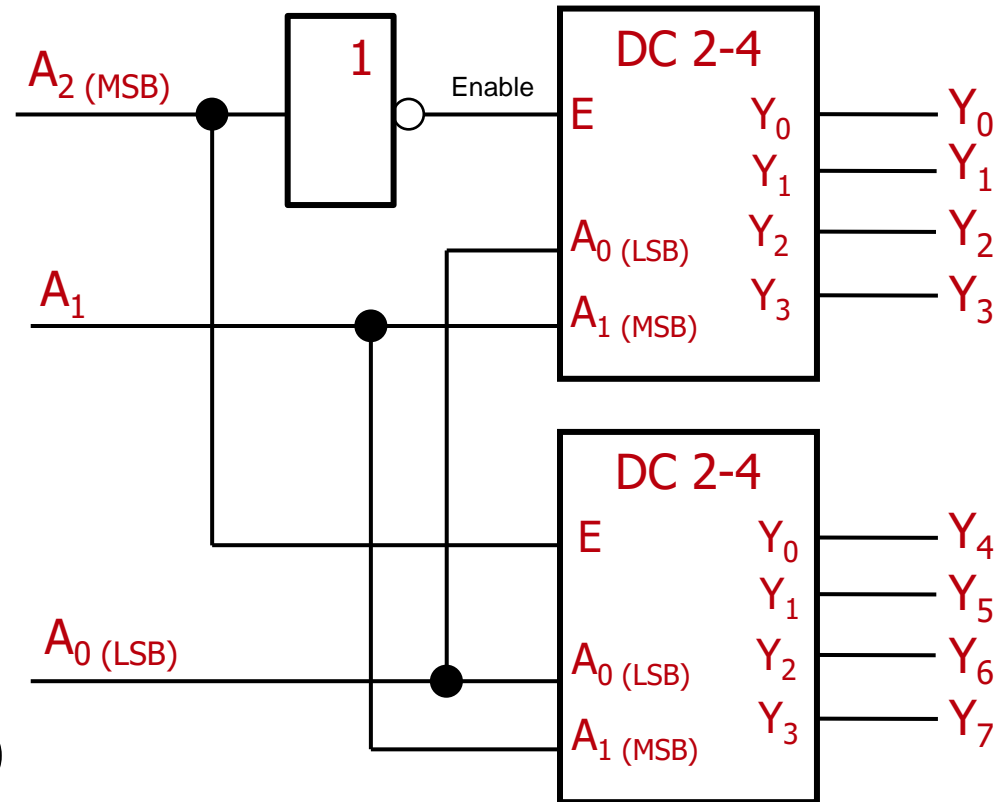 A2 (MSB)
1
Enable
DC 2-4
E
Y0
Y0
Y1
Y1
A0 (LSB)
Y2
Y2
A1
A1 (MSB)
Y3
Y3
DC 2-4
E
Y0
Y4
Y1
Y5
A0 (LSB)
A0 (LSB)
Y2
Y6
A1 (MSB)
Y3
Y7
)